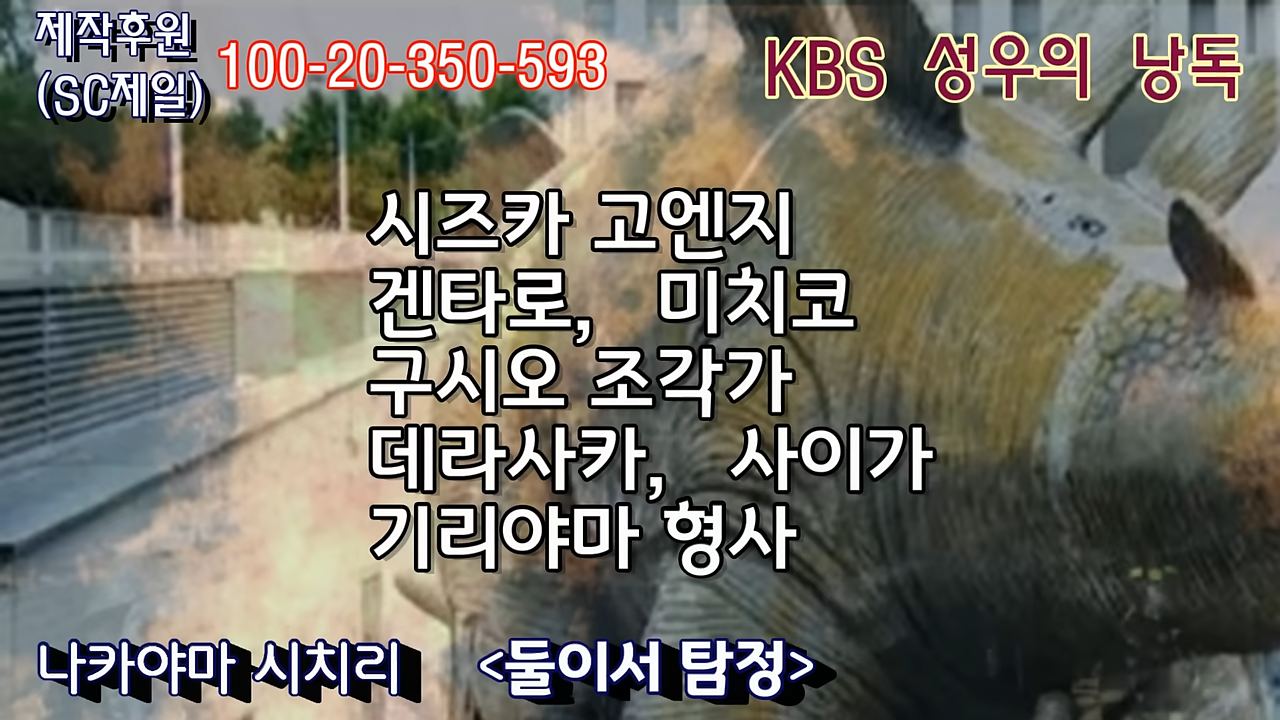 제작후원
(SC제일)
100-20-350-593
KBS 성우의 낭독
시즈카 고엔지
겐타로, 미치코
구시오 조각가
데라사카, 사이가
기리야마 형사
나카야마 시치리 <둘이서 탐정>